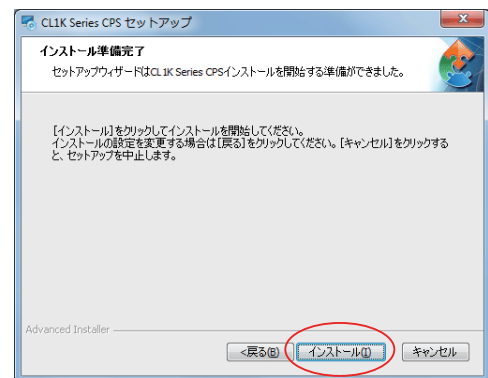 CL1K Series CPS セットアップ
インストール準備完了
セットアップウィザードはCL1K Series CPSインストールを開始する準備ができました。
[インストール]をクリックしてインストールを開始してください。
インストールの設定を変更する場合は[戻る]をクリックしてください。[キャンセル]をクリックする
と、セットアップを中止します。
Advanced Installer
<戻る(B)
インストール(I)
キャンセル